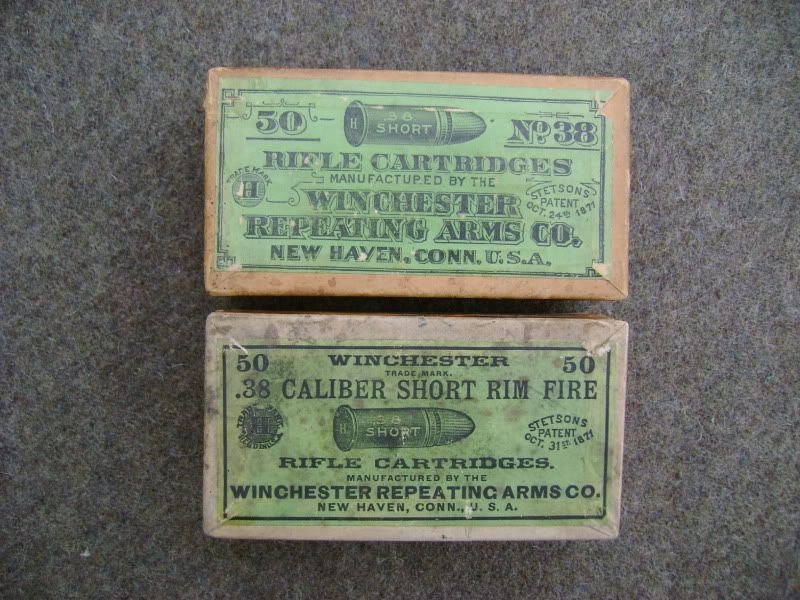 50 .38 SHORT Nº 38
H
RIFLE CARTRIDGES
TRADE MARK
H
MANUFACTURED BY THE
WINCHESTER
STETSONS
PATENT
OCT. 24th 1871
REPEATING ARMS CO.
NEW HAVEN, CONN. U.S.A.
50 WINCHESTER 50
TRADE MARK.
.38 CALIBER SHORT RIM FIRE
H
H
38
SHORT
STETSONS
PATENT
OCT. 31st 1871
RIFLE CARTRIDGES.
MANUFACTURED BY THE
WINCHESTER REPEATING ARMS CO.
NEW HAVEN, CONN., U. S. A.